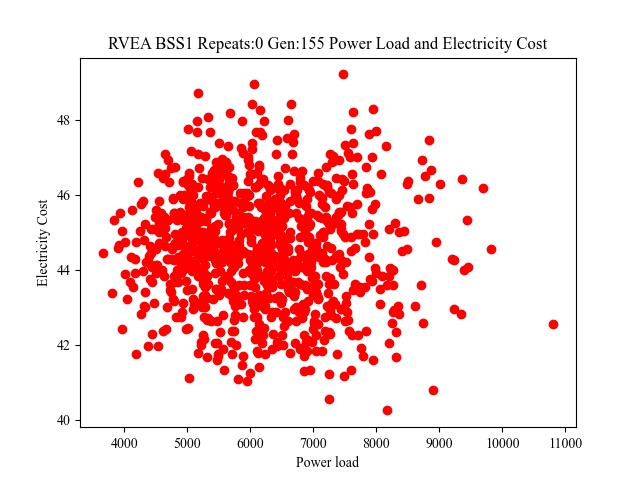 RVEA BSS1 Repeats:0 Gen:155 Power Load and Electricity Cost
48
46
44
42
40
Electricity Cost
4000 5000 6000 7000 8000 9000 10000 11000
Power load